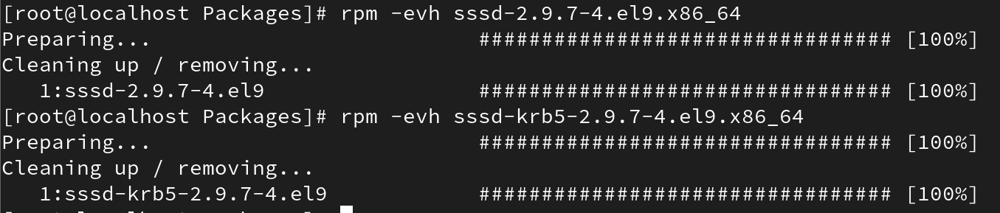 [root@localhost Packages]# rpm -evh sssd-2.9.7-4.el9.x86_64
Preparing...                          ################################# [100%]
Cleaning up / removing...
   1:sssd-2.9.7-4.el9                 ################################# [100%]
[root@localhost Packages]# rpm -evh sssd-krb5-2.9.7-4.el9.x86_64
Preparing...                          ################################# [100%]
Cleaning up / removing...
   1:sssd-krb5-2.9.7-4.el9            ################################# [100%]